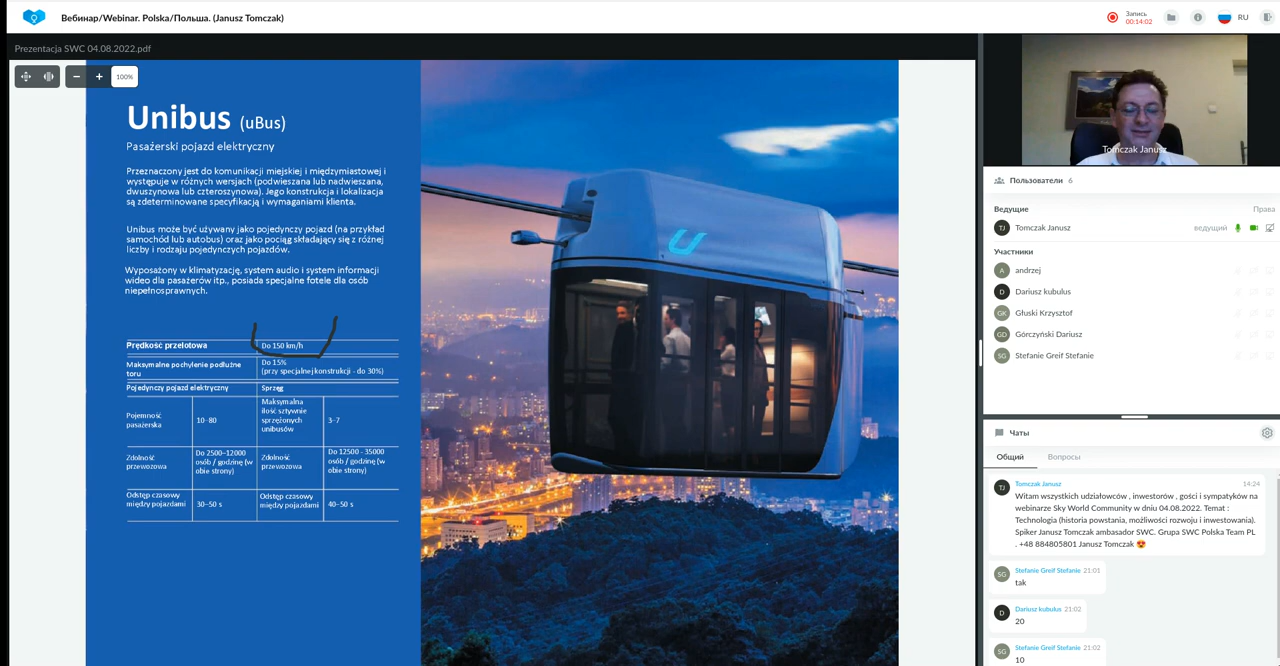 Вебинар/Webinar. Polska/Польша. (Janusz Tomczak)
Запись
00:14:02
RU
Prezentacja SWC 04.08.2022.pdf
100%
Unibus (uBus)
Pasażerski pojazd elektryczny
Przeznaczony jest do komunikacji miejskiej i międzymiastowej i
występuje w różnych wersjach (podwieszana lub nadwieszana,
dwuszynowa lub czteroszynowa). Jego konstrukcja i lokalizacja
są zdeterminowane specyfikacją i wymaganiami klienta.
Unibus może być używany jako pojedynczy pojazd (na przykład
samochód lub autobus) oraz jako pociąg składający się z różnej
liczby i rodzaju pojedynczych pojazdów.
Wyposażony w klimatyzację, system audio i system informacji
wideo dla pasażerów itp., posiada specjalne fotele dla osób
niepełnosprawnych.
Prędkość przelotowa
Do 150 km/h
Maksymalne pochylenie podłużne
toru
Do 15%
(przy specjalnej konstrukcji - do 30%)
Pojedynczy pojazd elektryczny
Sprzęg
Pojemność
pasażerska
10–80
Maksymalna
ilość sztywnie
sprzężonych
unibusów
3–7
Zdolność
przewozowa
Do 2500–12000
osób / godzinę (w
obie strony)
Zdolność
przewozowa
Do 12500 - 35000
osób / godzinę (w
obie strony)
Odstęp czasowy
między pojazdami
30–50 s
Odstęp czasowy
między pojazdami
40–50 s
Tomczak Janusz
Пользователи 6
Ведущие
Права
TJ
Tomczak Janusz
ведущий
Участники
A
andrzej
D
Dariusz kubulus
GK
Głuski Krzysztof
GD
Górczyński Dariusz
SG
Stefanie Greif Stefanie
Чаты
Общий
Вопросы
TJ
Tomczak Janusz
14:24
Witam wszystkich udziałowców , inwestorów , gości i sympatyków na
webinarze Sky World Community w dniu 04.08.2022. Temat :
Technologia (historia powstania, możliwości rozwoju i inwestowania).
Spiker Janusz Tomczak ambasador SWC. Grupa SWC Polska Team PL
. +48 884805801 Janusz Tomczak 😍
SG
Stefanie Greif Stefanie 21:01
tak
D
Dariusz kubulus 21:02
20
SG
Stefanie Greif Stefanie 21:02
10